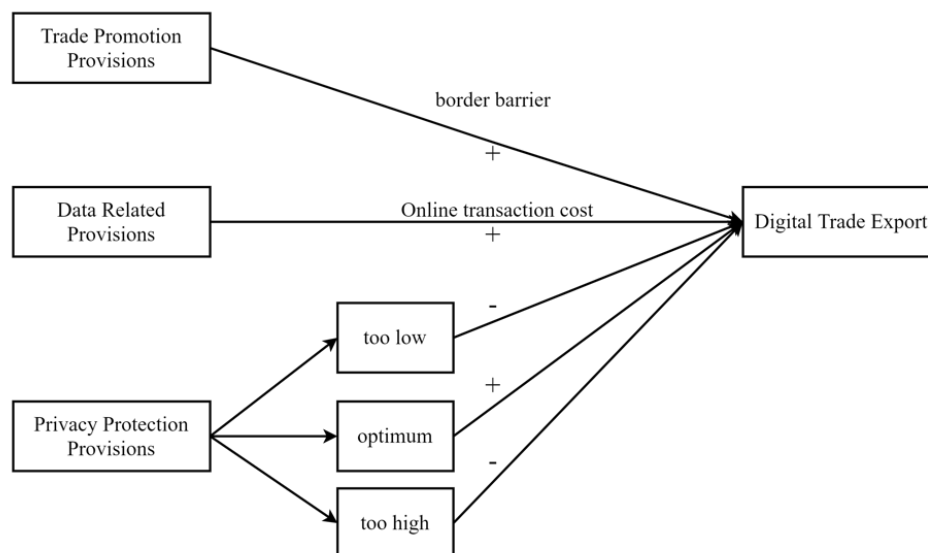 Trade Promotion
Provisions
border barrier
+
Data Related
Provisions
Online transaction cost
+
Digital Trade Export
-
too low
+
Privacy Protection
Provisions
optimum
-
too high